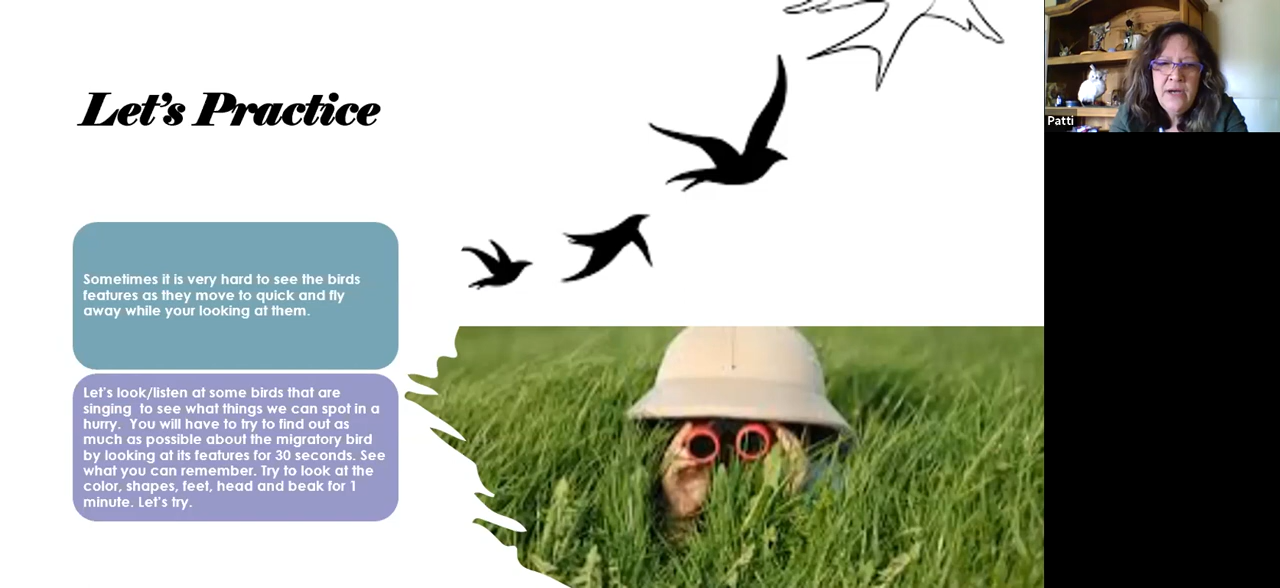 Let's Practice
Sometimes it is very hard to see the birds
features as they move to quick and fly
away while your looking at them.
Let's look/listen at some birds that are
singing  to see what things we can spot in a
hurry.  You will have to try to find out as
much as possible about the migratory bird
by looking at its features for 30 seconds. See
what you can remember. Try to look at the
color, shapes, feet, head and beak for 1
minute. Let's try.
Patti